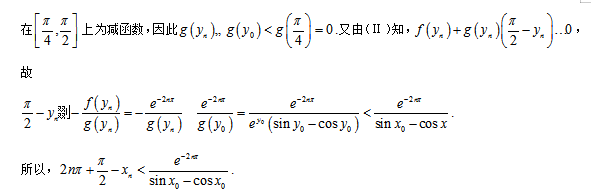 在[π/4, π/2]上为减函数，因此g(yₙ)„ g(y₀)<g(π/4)=0.又由(Ⅱ)知，f(yₙ)+g(yₙ)(π/2−yₙ)…0，
故
π/2−yₙ剟−f(yₙ)/g(yₙ)=−e^{−2nπ}/g(yₙ)  e^{−2nπ}/g(y₀)=e^{−2nπ}/(e^{y₀}(sin y₀−cos y₀))<e^{−2nπ}/(sin x₀−cos x).
所以，2nπ+π/2−xₙ<e^{−2nπ}/(sin x₀−cos x₀).